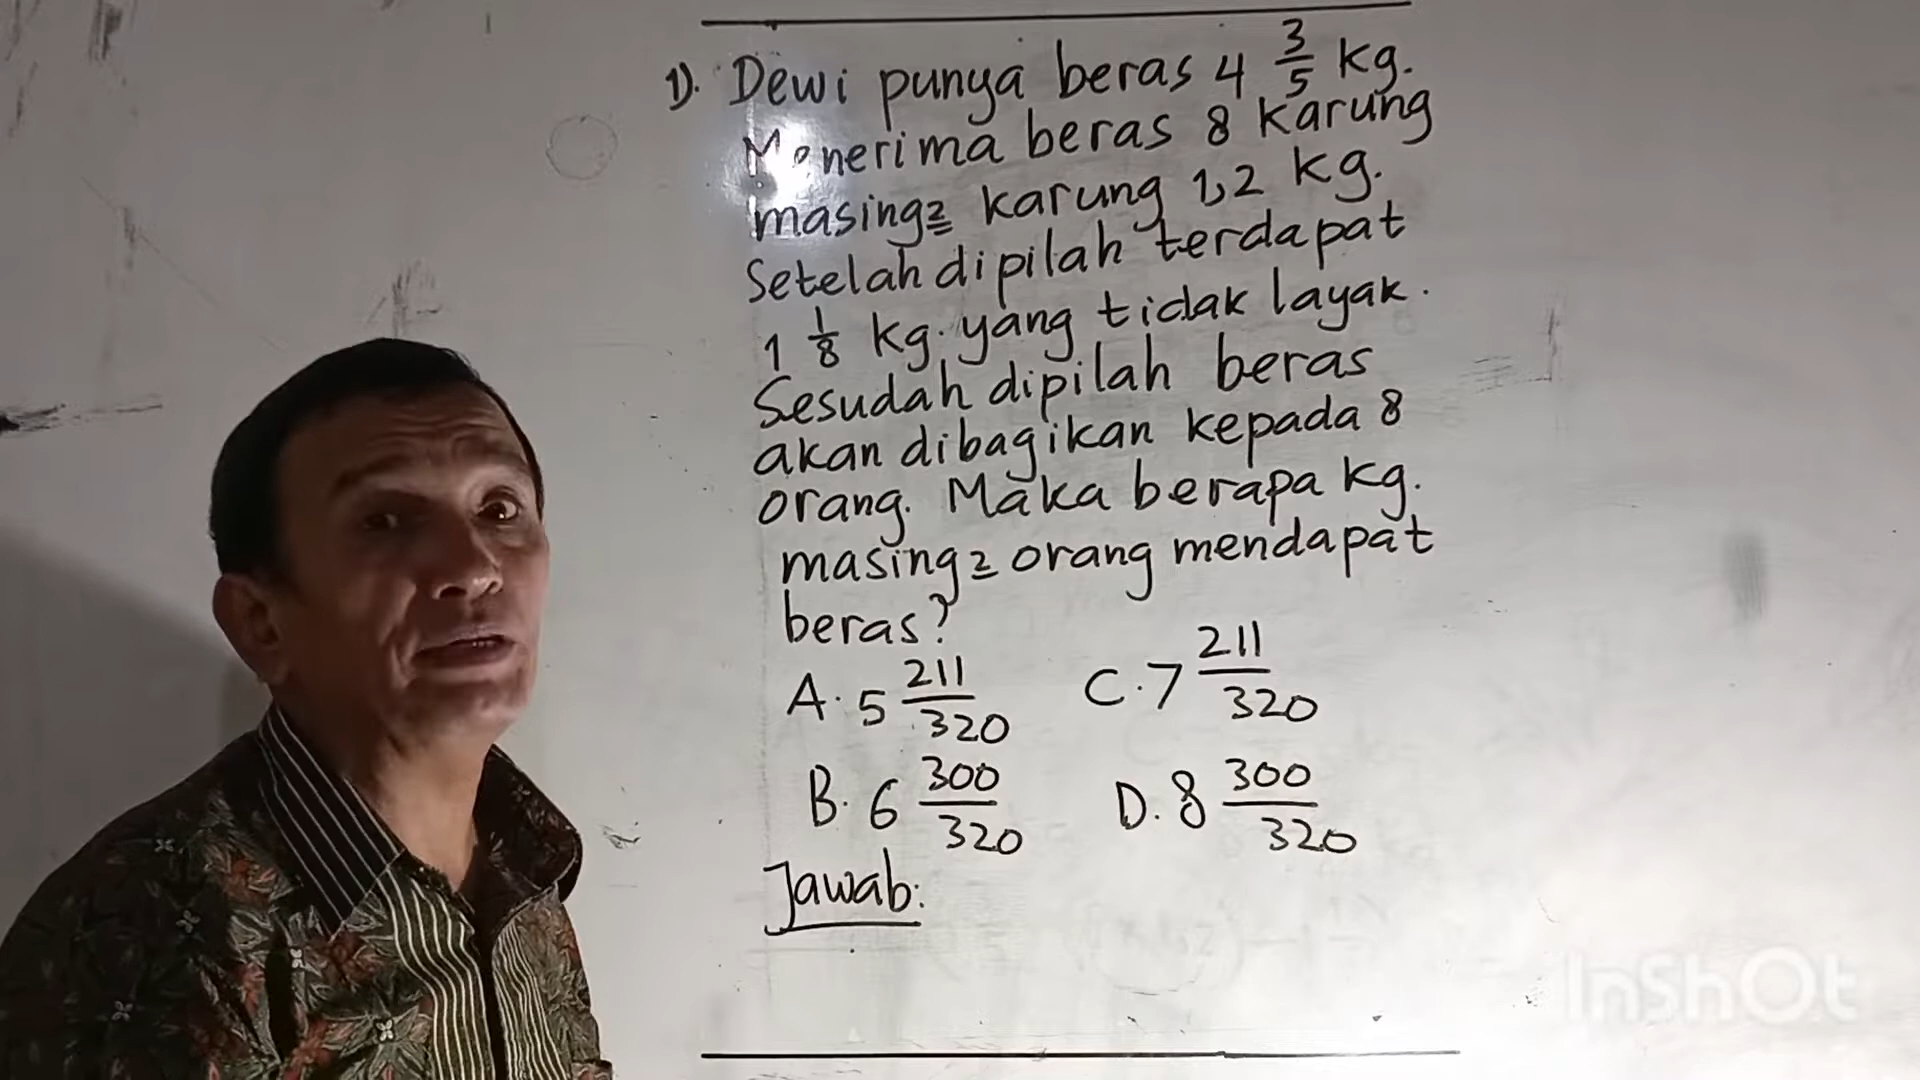 1). Dewi punya beras 4 3/5 kg.
Menerima beras 8 karung
masing2 karung 1,2 kg.
Setelah dipilah terdapat
1 1/8 kg. yang tidak layak.
Sesudah dipilah beras
akan dibagikan kepada 8
orang. Maka berapa kg.
masing2 orang mendapat
beras?
A. 5 211/320 C. 7 211/320
B. 6 300/320 D. 8 300/320
Jawab:
InShOt